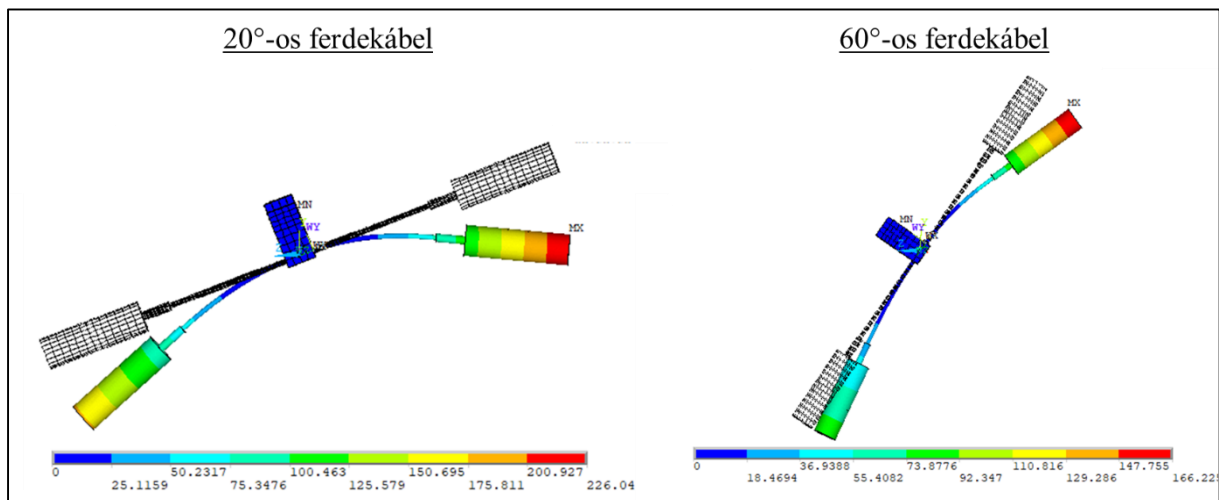 20°-os ferdekábel
60°-os ferdekábel
MN
WY
MX
MX
MN
WY
0
50.2317
100.463
150.695
200.927
25.1159
75.3476
125.579
175.811
226.04
0
36.9388
73.8776
110.816
147.755
18.4694
55.4082
92.347
129.286
166.225